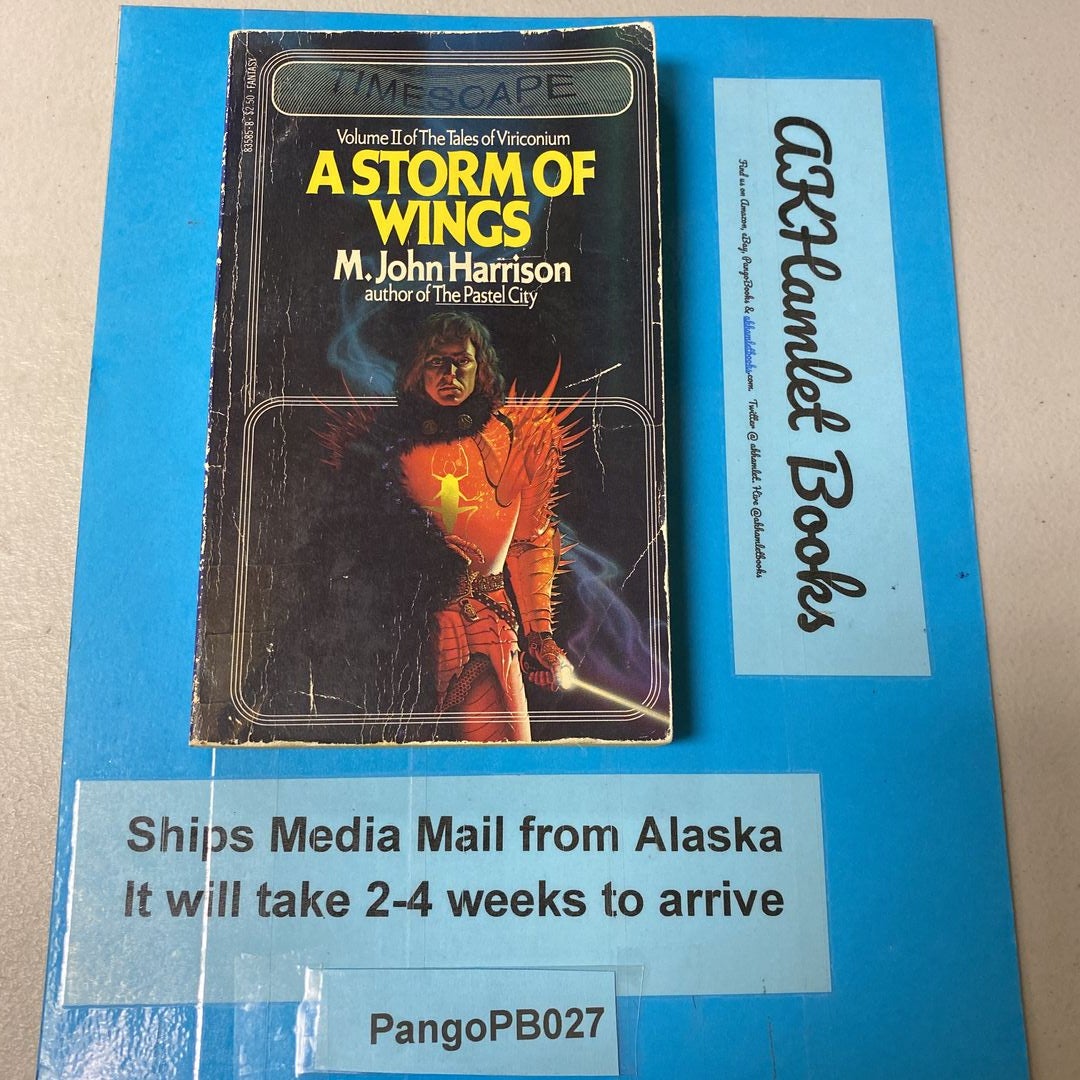 TIMESCAPE
83585-8 · $2.50 · FANTASY
Volume II of The Tales of Viriconium
A STORM OF
WINGS
M. John Harrison
author of The Pastel City
AKHamlet Books
Find us on Amazon, eBay, PangoBooks & akhamletbooks.com. Twitter @ akhamlet. Hive @akhamletbooks
Ships Media Mail from Alaska
It will take 2-4 weeks to arrive
PangoPB027